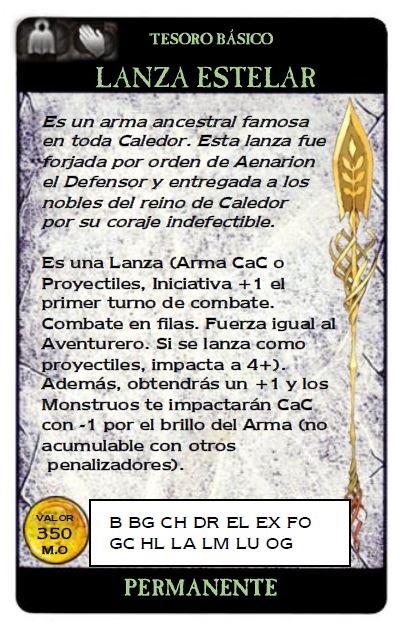 TESORO BÁSICO
LANZA ESTELAR
Es un arma ancestral famosa
en toda Caledor. Esta lanza fue
forjada por orden de Aenarion
el Defensor y entregada a los
nobles del reino de Caledor
por su coraje indefectible.
Es una Lanza (Arma CaC o
Proyectiles, Iniciativa +1 el
primer turno de combate.
Combate en filas. Fuerza igual al
Aventurero. Si se lanza como
proyectiles, impacta a 4+).
Además, obtendrás un +1 y los
Monstruos te impactarán CaC
con -1 por el brillo del Arma (no
acumulable con otros
penalizadores).
VALOR
350
M.O
B BG CH DR EL EX FO
GC HL LA LM LU OG
PERMANENTE